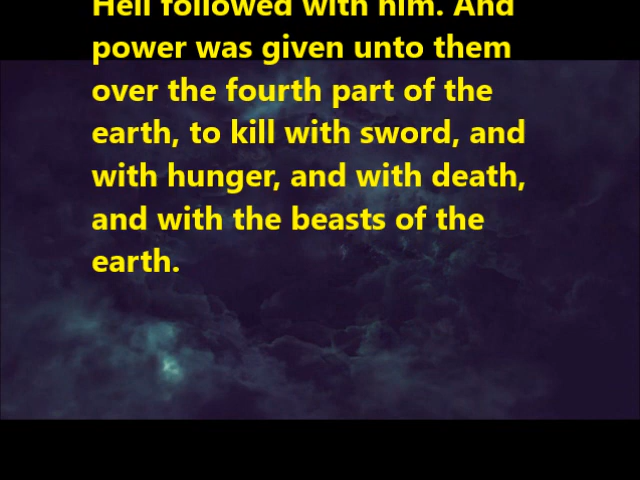 Hell followed with him. And
power was given unto them
over the fourth part of the
earth, to kill with sword, and
with hunger, and with death,
and with the beasts of the
earth.